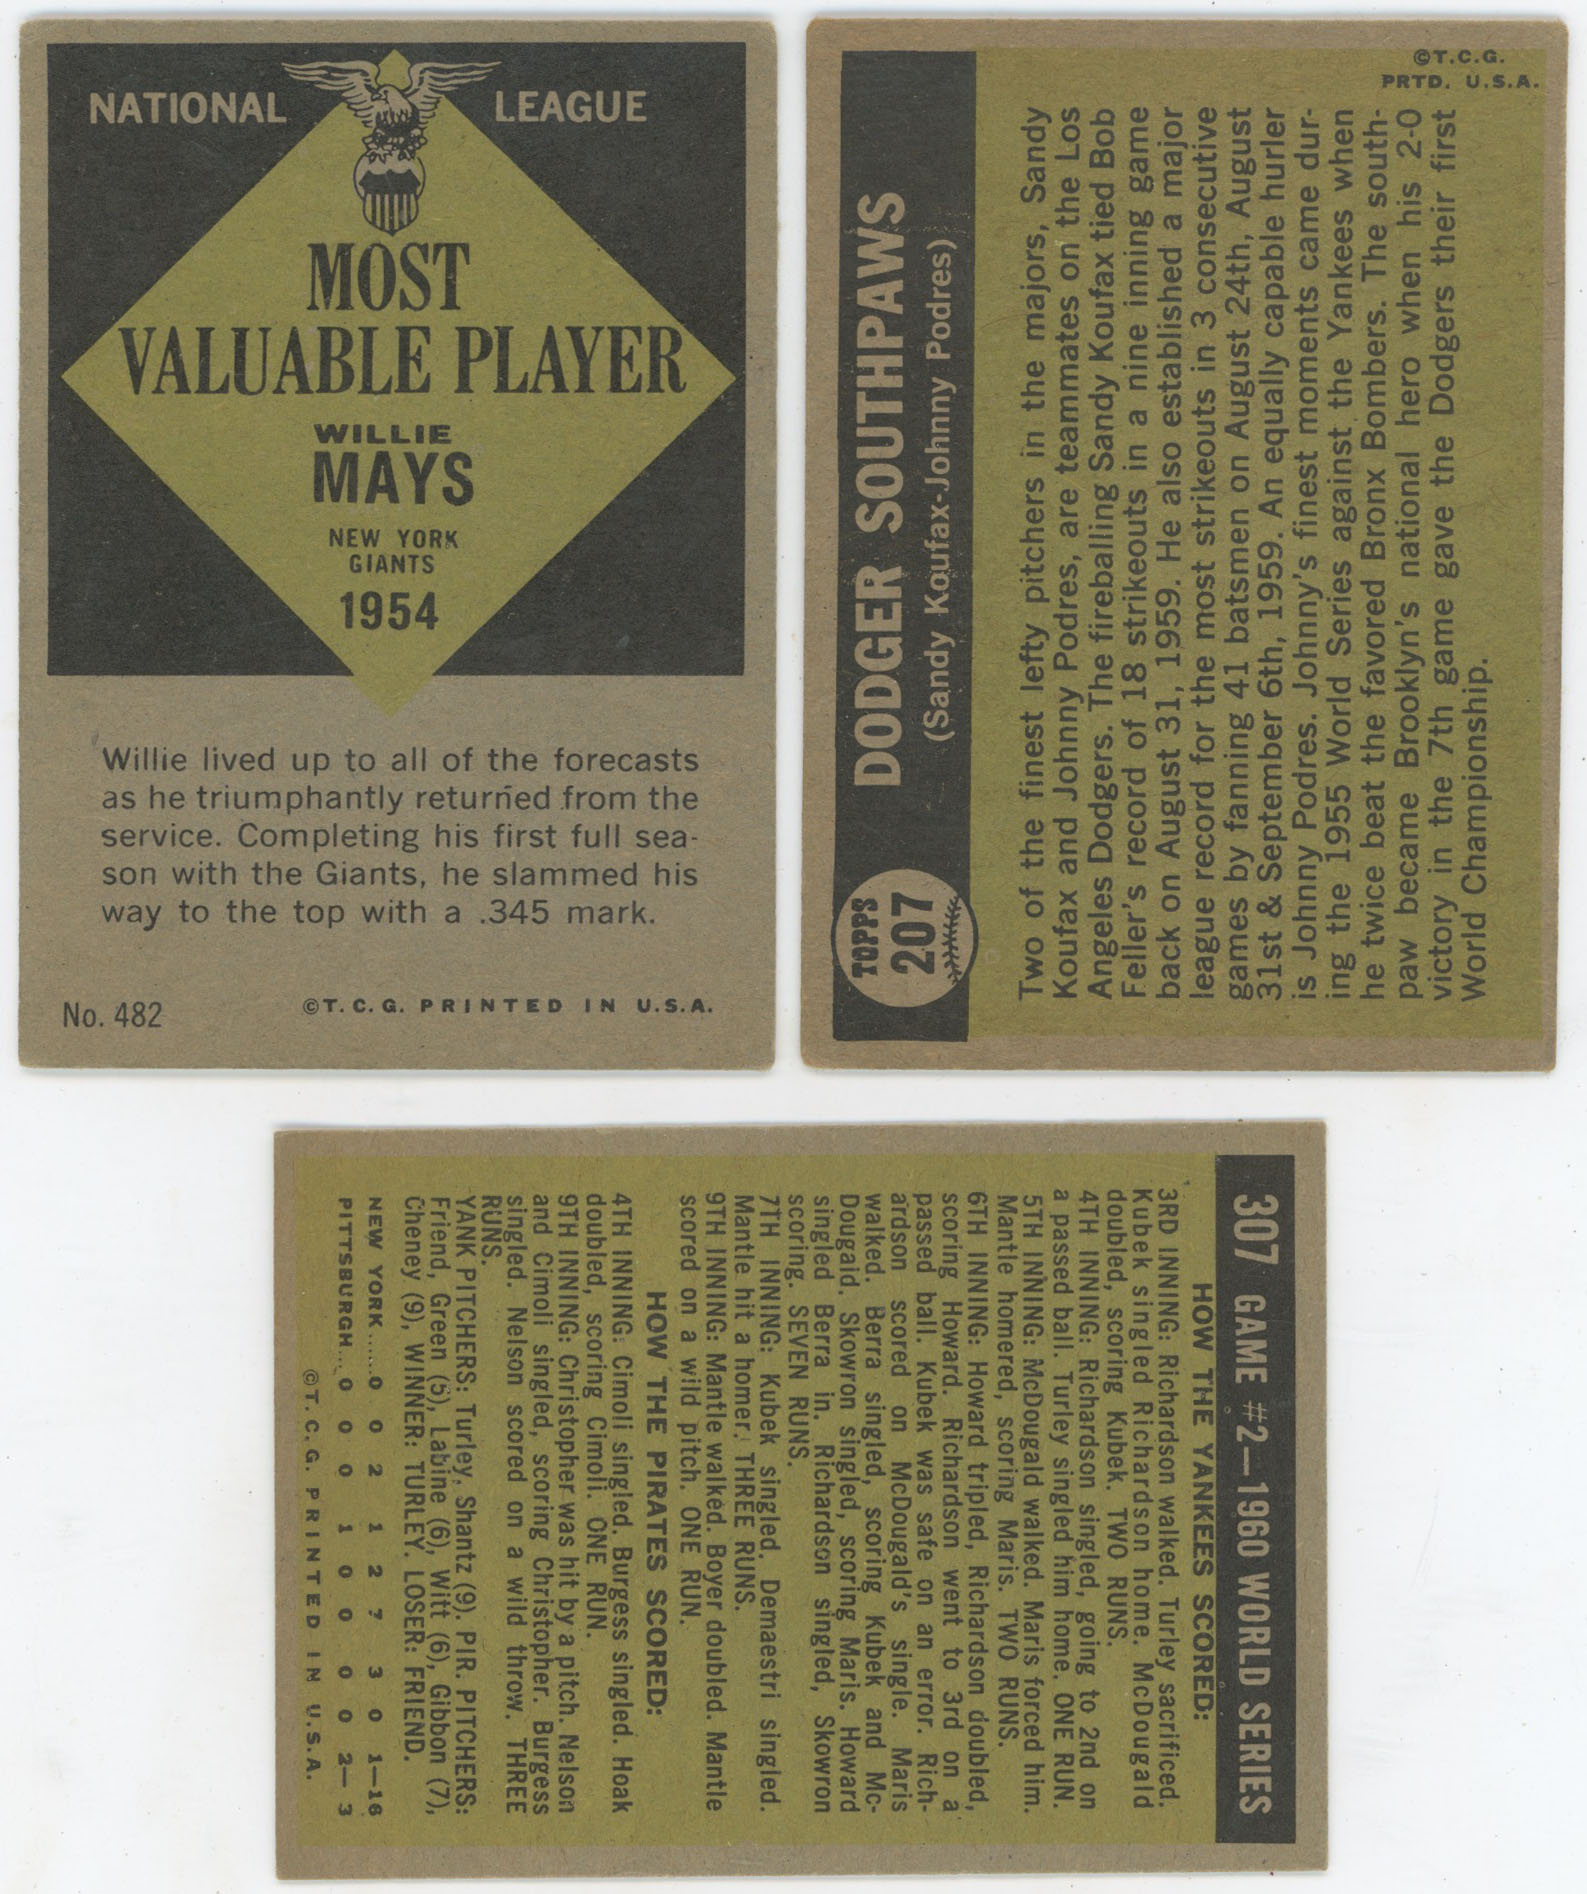 NATIONAL LEAGUE
MOST
VALUABLE PLAYER
WILLIE
MAYS
NEW YORK
GIANTS
1954
Willie lived up to all of the forecasts
as he triumphantly returned from the
service. Completing his first full sea-
son with the Giants, he slammed his
way to the top with a .345 mark.
No. 482
©T.C.G. PRINTED IN U.S.A.
TOPPS
207
DODGER SOUTHPAWS
(Sandy Koufax-Johnny Podres)
Two of the finest lefty pitchers in the majors, Sandy
Koufax and Johnny Podres, are teammates on the Los
Angeles Dodgers. The fireballing Sandy Koufax tied Bob
Feller's record of 18 strikeouts in a nine inning game
back on August 31, 1959. He also established a major
league record for the most strikeouts in 3 consecutive
games by fanning 41 batsmen on August 24th, August
31st & September 6th, 1959. An equally capable hurler
is Johnny Podres. Johnny's finest moments came dur-
ing the 1955 World Series against the Yankees when
he twice beat the favored Bronx Bombers. The south-
paw became Brooklyn's national hero when his 2-0
victory in the 7th game gave the Dodgers their first
World Championship.
©T.C.G.
PRTD. U.S.A.
307 GAME #2—1960 WORLD SERIES
HOW THE YANKEES SCORED:
3RD INNING: Richardson walked. Turley sacrificed.
Kubek singled Richardson home. McDougald
doubled, scoring Kubek. TWO RUNS.
4TH INNING: Richardson singled, going to 2nd on
a passed ball. Turley singled him home. ONE RUN.
5TH INNING: McDougald walked. Maris forced him.
Mantle homered, scoring Maris. TWO RUNS.
6TH INNING: Howard tripled, Richardson doubled,
scoring Howard. Richardson went to 3rd on a
passed ball. Kubek was safe on an error. Rich-
ardson scored on McDougald's single. Maris
walked. Berra singled, scoring Kubek and Mc-
Dougald. Skowron singled, scoring Maris. Howard
singled Berra in. Richardson singled, Skowron
scoring. SEVEN RUNS.
7TH INNING: Kubek singled. Demaestri singled.
Mantle hit a homer. THREE RUNS.
9TH INNING: Mantle walked. Boyer doubled. Mantle
scored on a wild pitch. ONE RUN.
HOW THE PIRATES SCORED:
4TH INNING: Cimoli singled. Burgess singled. Hoak
doubled, scoring Cimoli. ONE RUN.
9TH INNING: Christopher was hit by a pitch. Nelson
and Cimoli singled, scoring Christopher. Burgess
singled. Nelson scored on a wild throw. THREE
RUNS.
YANK PITCHERS: Turley, Shantz (9). PIR. PITCHERS:
Friend, Green (5), Labine (6), Witt (6), Gibbon (7),
Cheney (9), WINNER: TURLEY. LOSER: FRIEND.
NEW YORK......0 0 2 1 2 7 3 0 1—16
PITTSBURGH...0 0 0 1 0 0 0 0 2— 3
©T.C.G. PRINTED IN U.S.A.